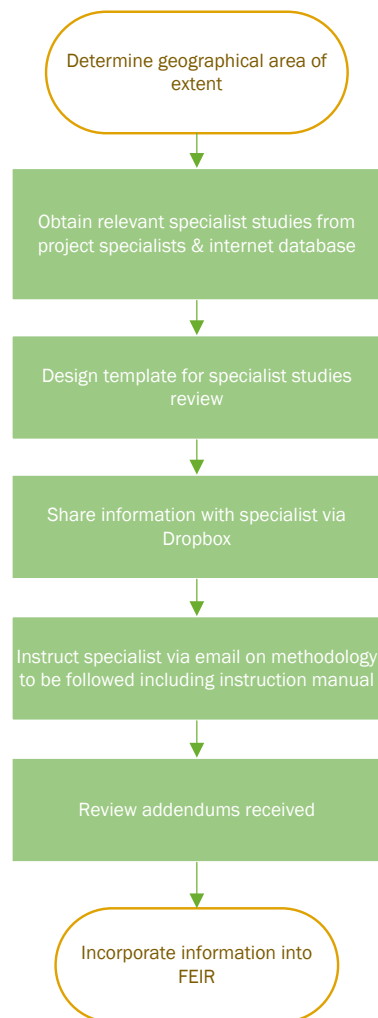 Determine geographical area of
extent
Obtain relevant specialist studies from
project specialists & internet database
Design template for specialist studies
review
Share information with specialist via
Dropbox
Instruct specialist via email on methodology
to be followed including instruction manual
Review addendums received
Incorporate information into
FEIR